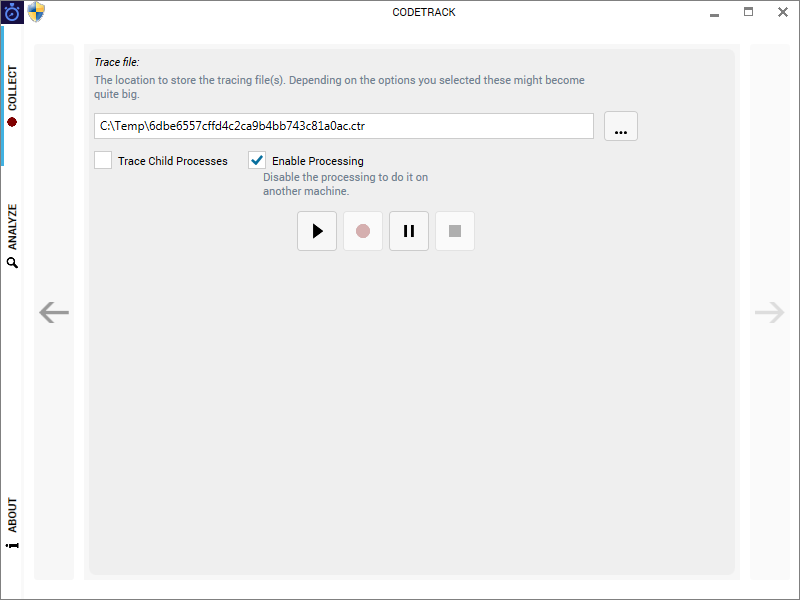 CODETRACK
COLLECT
ANALYZE
ABOUT
Trace file:
The location to store the tracing file(s). Depending on the options you selected these might become
quite big.
C:\Temp\6dbe6557cffd4c2ca9b4bb743c81a0ac.ctr
...
Trace Child Processes
Enable Processing
Disable the processing to do it on
another machine.